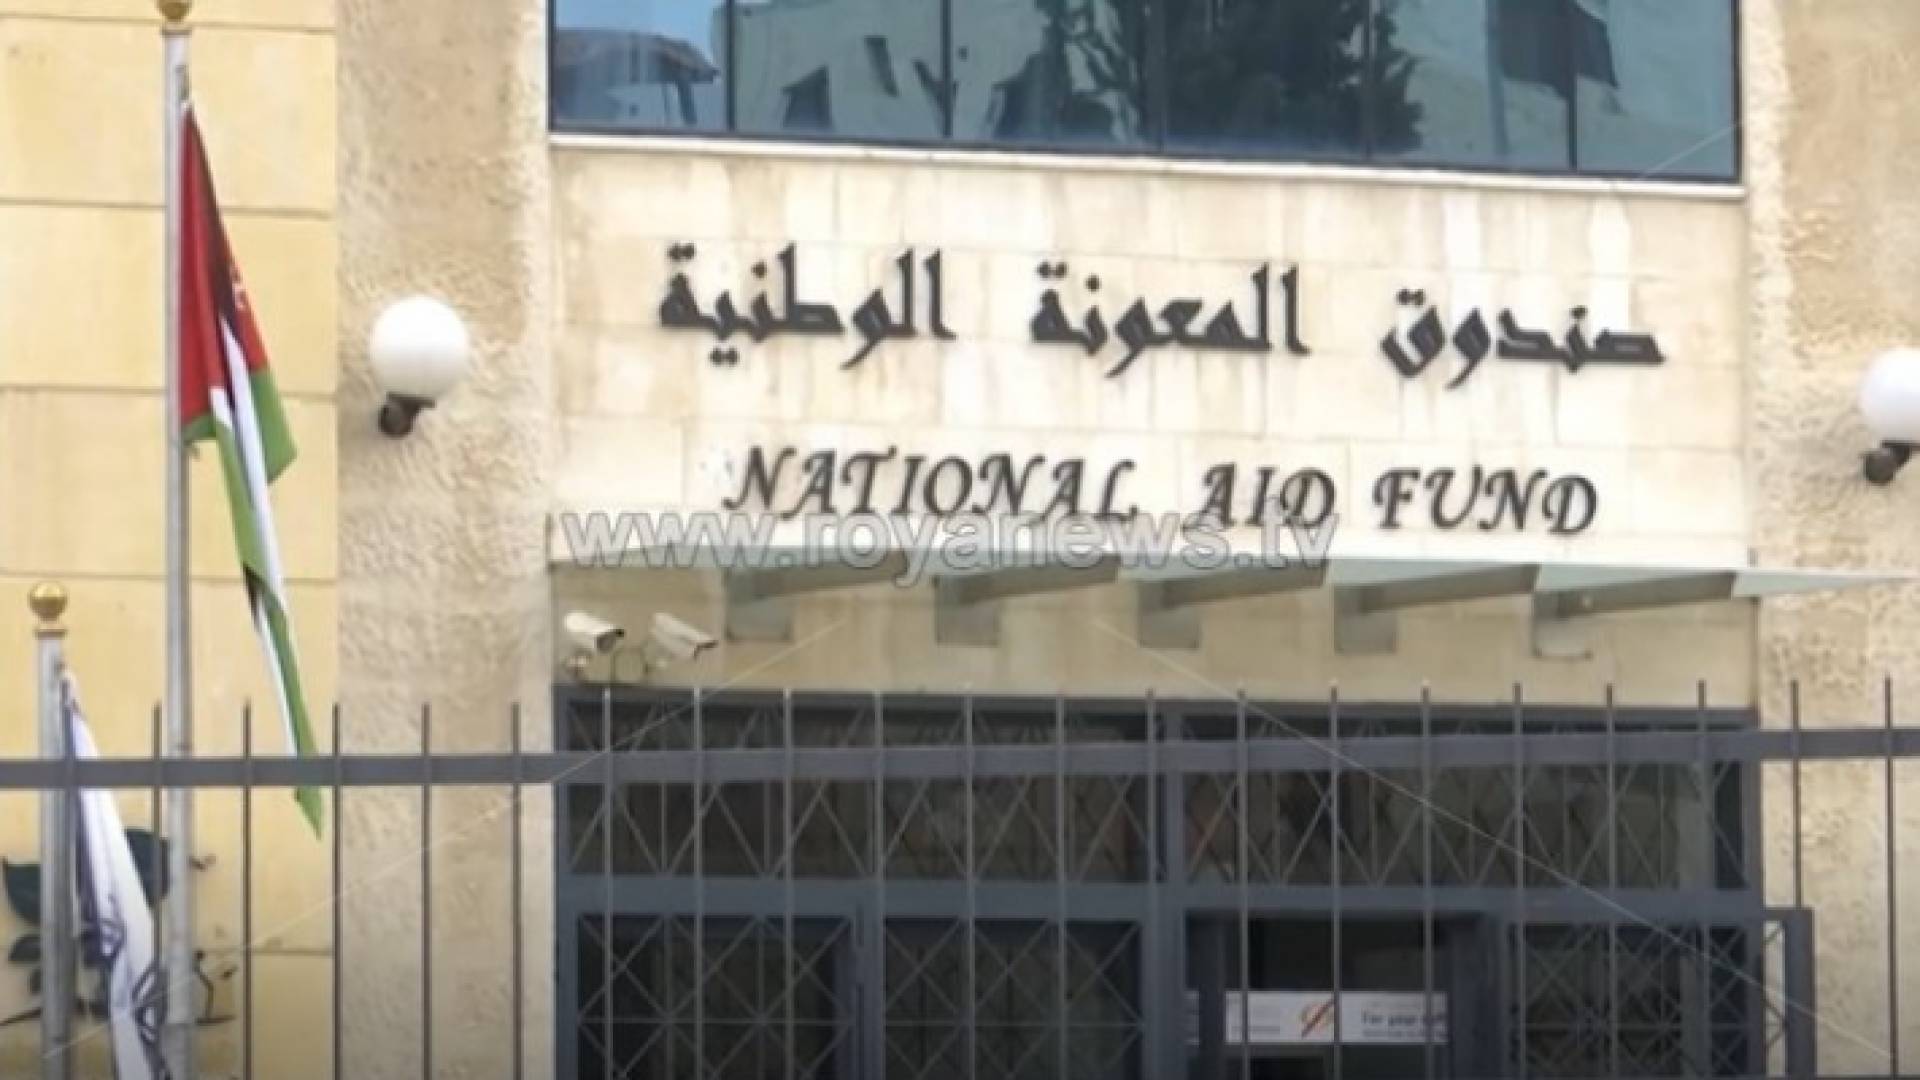 صندوق المعونة الوطنية
NATIONAL AID FUND
www.royanews.tv